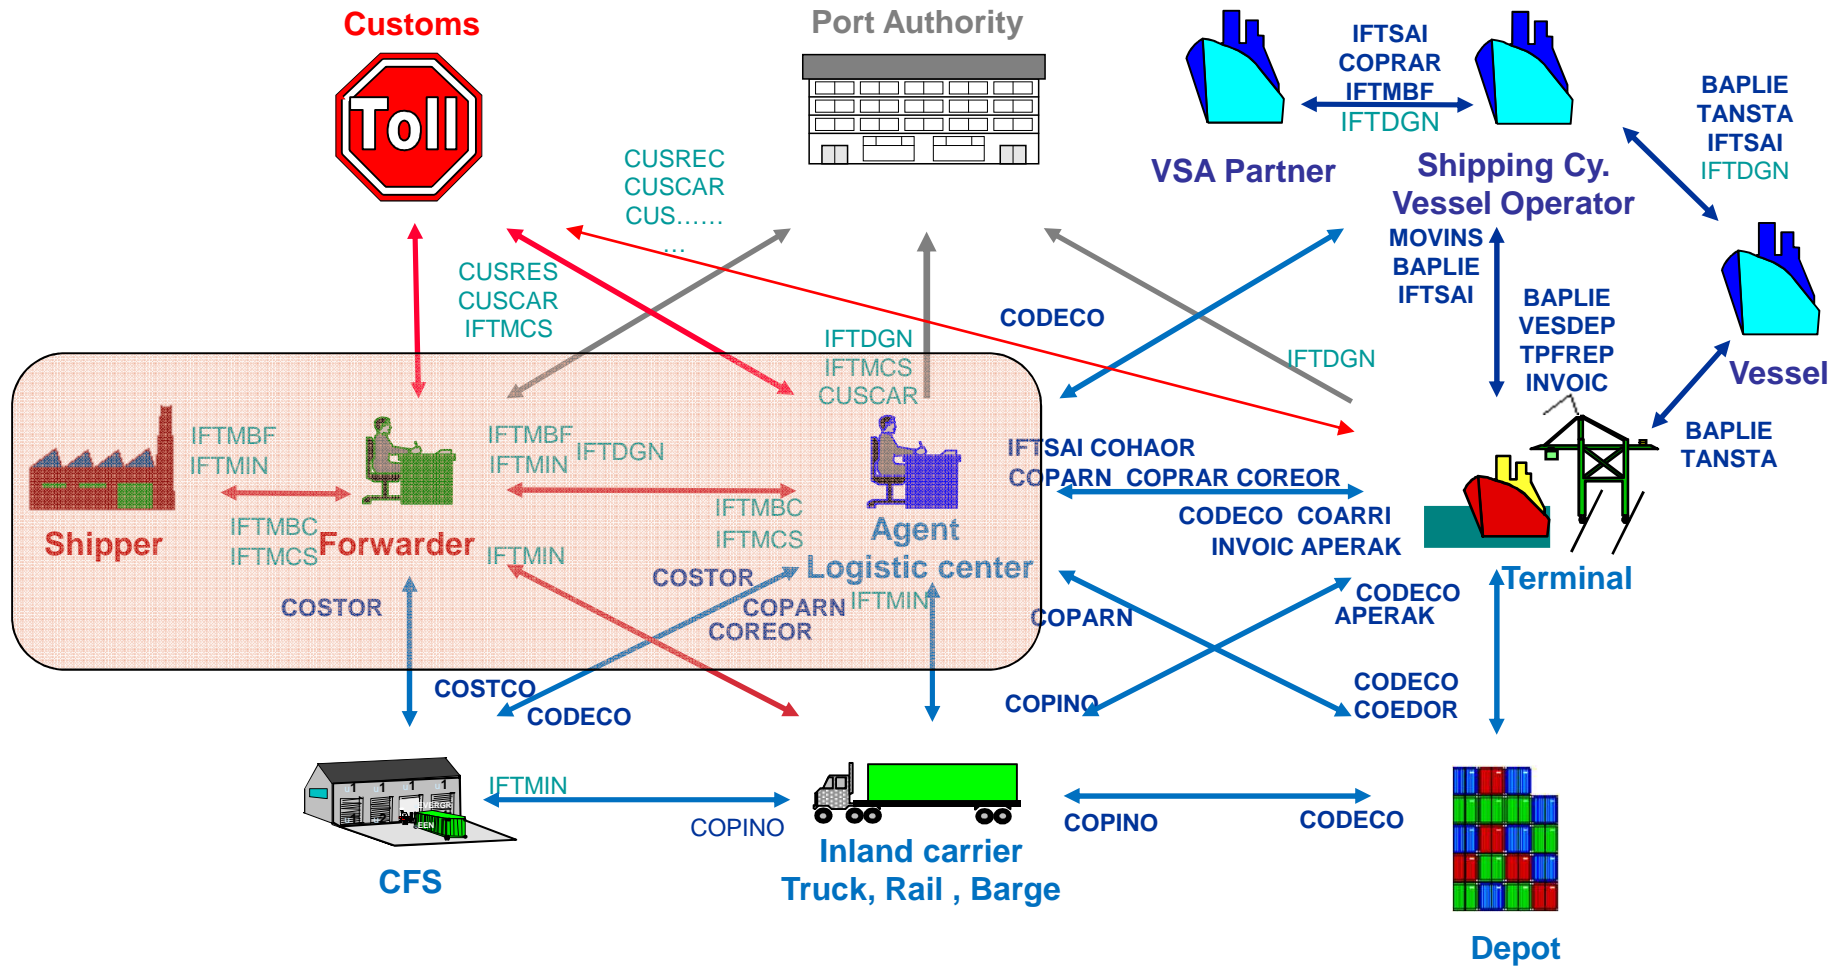 Customs
Port Authority
Toll
IFTSAI
COPRAR
IFTMBF
IFTDGN
BAPLIE
TANSTA
IFTSAI
IFTDGN
VSA Partner
Shipping Cy.
Vessel Operator
CUSREC
CUSCAR
CUS……
…
CUSRES
CUSCAR
IFTMCS
CODECO
MOVINS
BAPLIE
IFTSAI
BAPLIE
VESDEP
TPFREP
INVOIC
Vessel
IFTDGN
IFTMCS
CUSCAR
IFTDGN
BAPLIE
TANSTA
IFTMBF
IFTMIN
IFTMBF
IFTMIN
IFTDGN
IFTSAI COHAOR
COPARN COPRAR COREOR
IFTMBC
IFTMCS
IFTMBC
IFTMCS
CODECO COARRI
INVOIC APERAK
Shipper
Forwarder
Agent
Logistic center
Terminal
IFTMIN
COSTOR
COSTOR
COPARN
COREOR
IFTMIN
COPARN
CODECO
APERAK
COSTCO
CODECO
COPINO
CODECO
COEDOR
IFTMIN
COPINO
COPINO
CODECO
CFS
Inland carrier
Truck, Rail , Barge
Depot